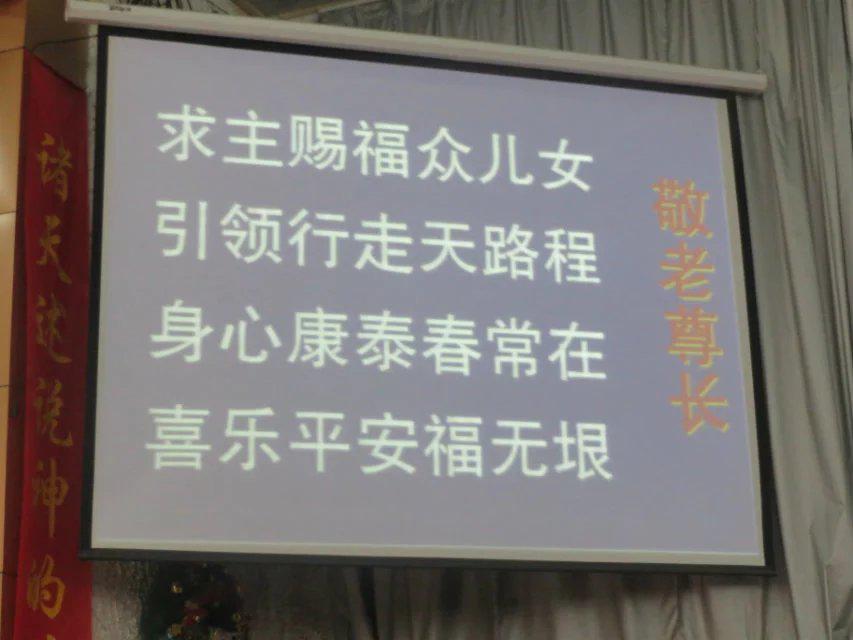 求主赐福众儿女
引领行走天路程
身心康泰春常在
喜乐平安福无垠
敬老尊长
诸天述说神的